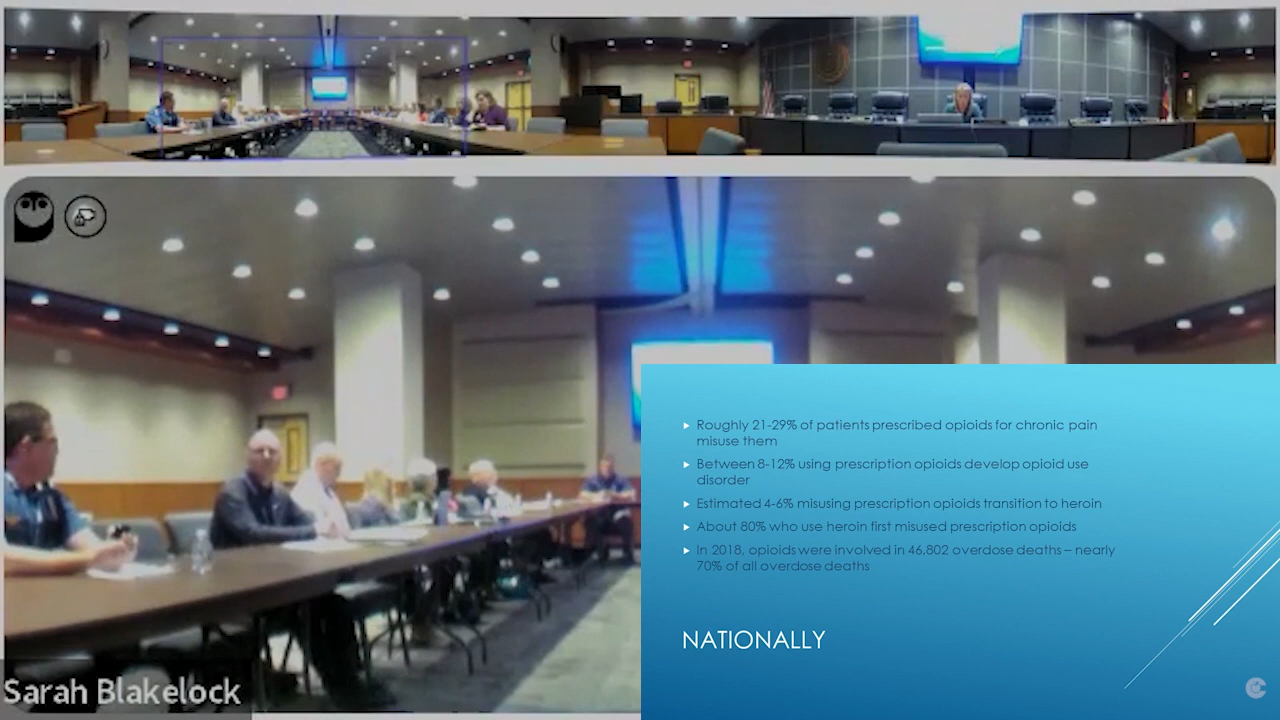 Roughly 21-29% of patients prescribed opioids for chronic pain
misuse them
Between 8-12% using prescription opioids develop opioid use
disorder
Estimated 4-6% misusing prescription opioids transition to heroin
About 80% who use heroin first misused prescription opioids
In 2018, opioids were involved in 46,802 overdose deaths – nearly
70% of all overdose deaths
NATIONALLY
Sarah Blakelock